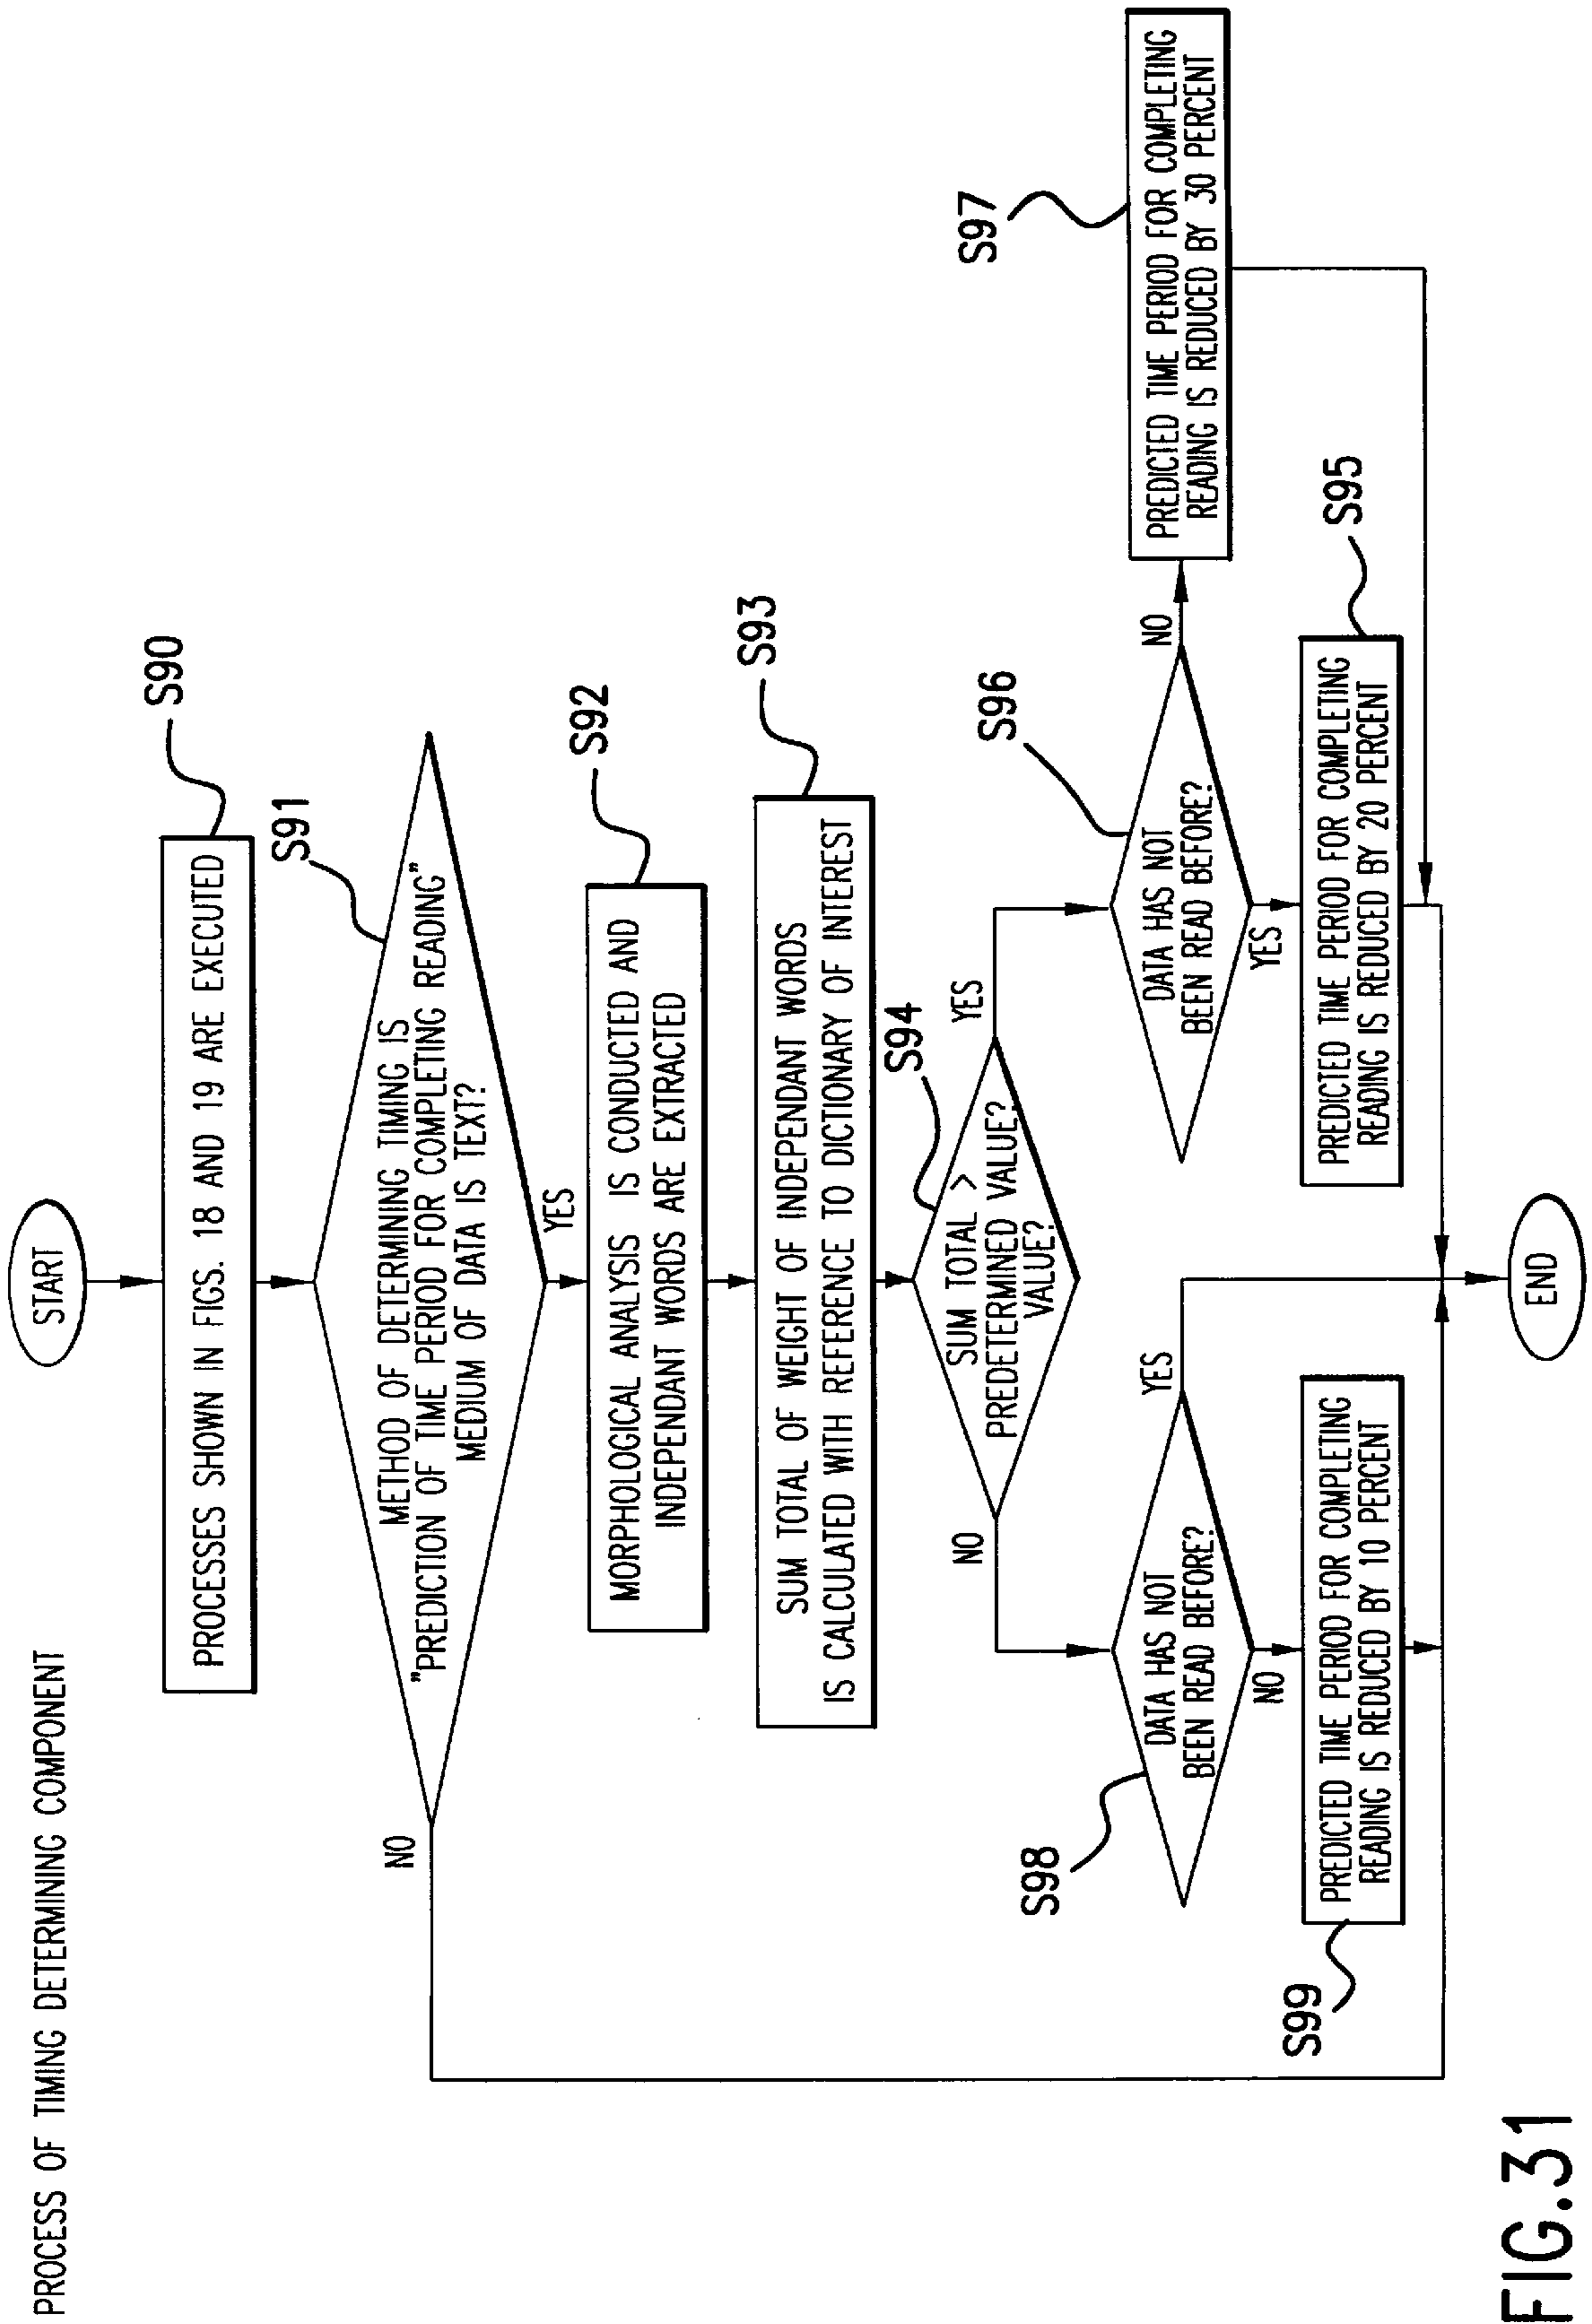 PROCESS OF TIMING DETERMINING COMPONENT
START
S90
PROCESSES SHOWN IN FIGS. 18 AND 19 ARE EXECUTED
S91
METHOD OF DETERMINING TIMING IS
"PREDICTION OF TIME PERIOD FOR COMPLETING READING"
MEDIUM OF DATA IS TEXT?
NO
YES
S92
MORPHOLOGICAL ANALYSIS IS CONDUCTED AND
INDEPENDANT WORDS ARE EXTRACTED
S93
SUM TOTAL OF WEIGHT OF INDEPENDANT WORDS
IS CALCULATED WITH REFERENCE TO DICTIONARY OF INTEREST
S94
SUM TOTAL >
PREDETERMINED VALUE?
VALUE?
NO
YES
S98
DATA HAS NOT
BEEN READ BEFORE?
YES
NO
S96
DATA HAS NOT
BEEN READ BEFORE?
NO
YES
S97
PREDICTED TIME PERIOD FOR COMPLETING
READING IS REDUCED BY 30 PERCENT
S99
PREDICTED TIME PERIOD FOR COMPLETING
READING IS REDUCED BY 10 PERCENT
S95
PREDICTED TIME PERIOD FOR COMPLETING
READING IS REDUCED BY 20 PERCENT
END
FIG.31